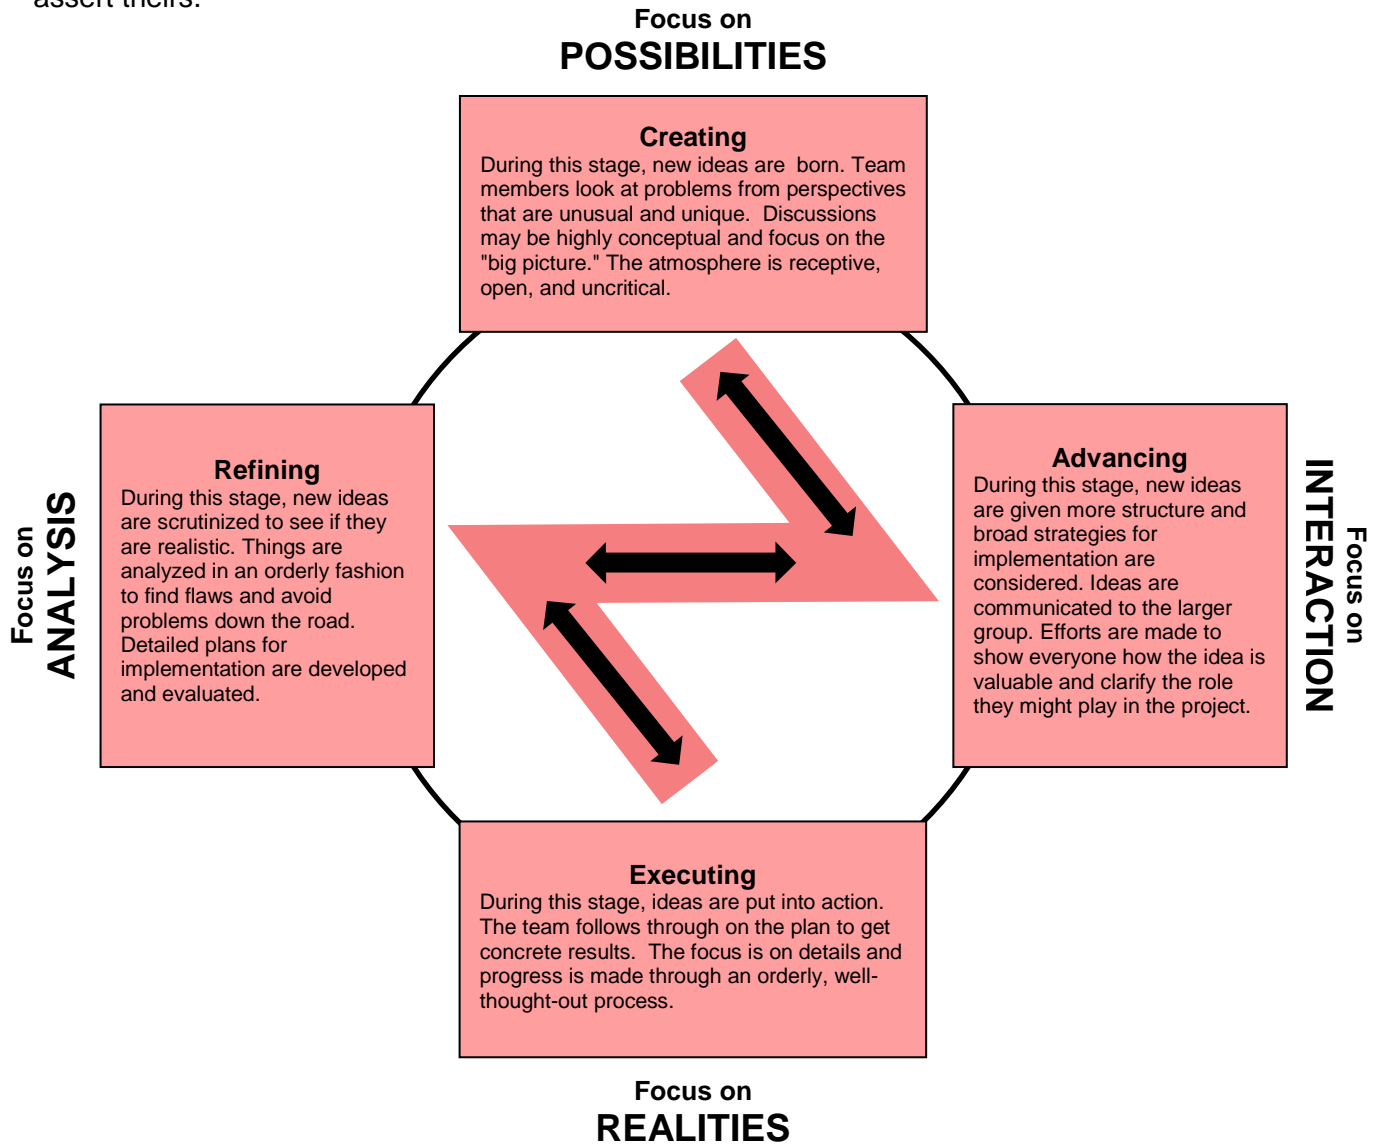 assert theirs.
Focus on
POSSIBILITIES
Creating
During this stage, new ideas are  born. Team
members look at problems from perspectives
that are unusual and unique.  Discussions
may be highly conceptual and focus on the
"big picture." The atmosphere is receptive,
open, and uncritical.
Focus on
ANALYSIS
Refining
During this stage, new ideas
are scrutinized to see if they
are realistic. Things are
analyzed in an orderly fashion
to find flaws and avoid
problems down the road.
Detailed plans for
implementation are developed
and evaluated.
Advancing
During this stage, new ideas
are given more structure and
broad strategies for
implementation are
considered. Ideas are
communicated to the larger
group. Efforts are made to
show everyone how the idea is
valuable and clarify the role
they might play in the project.
Focus on
INTERACTION
Executing
During this stage, ideas are put into action.
The team follows through on the plan to get
concrete results.  The focus is on details and
progress is made through an orderly, well-
thought-out process.
Focus on
REALITIES